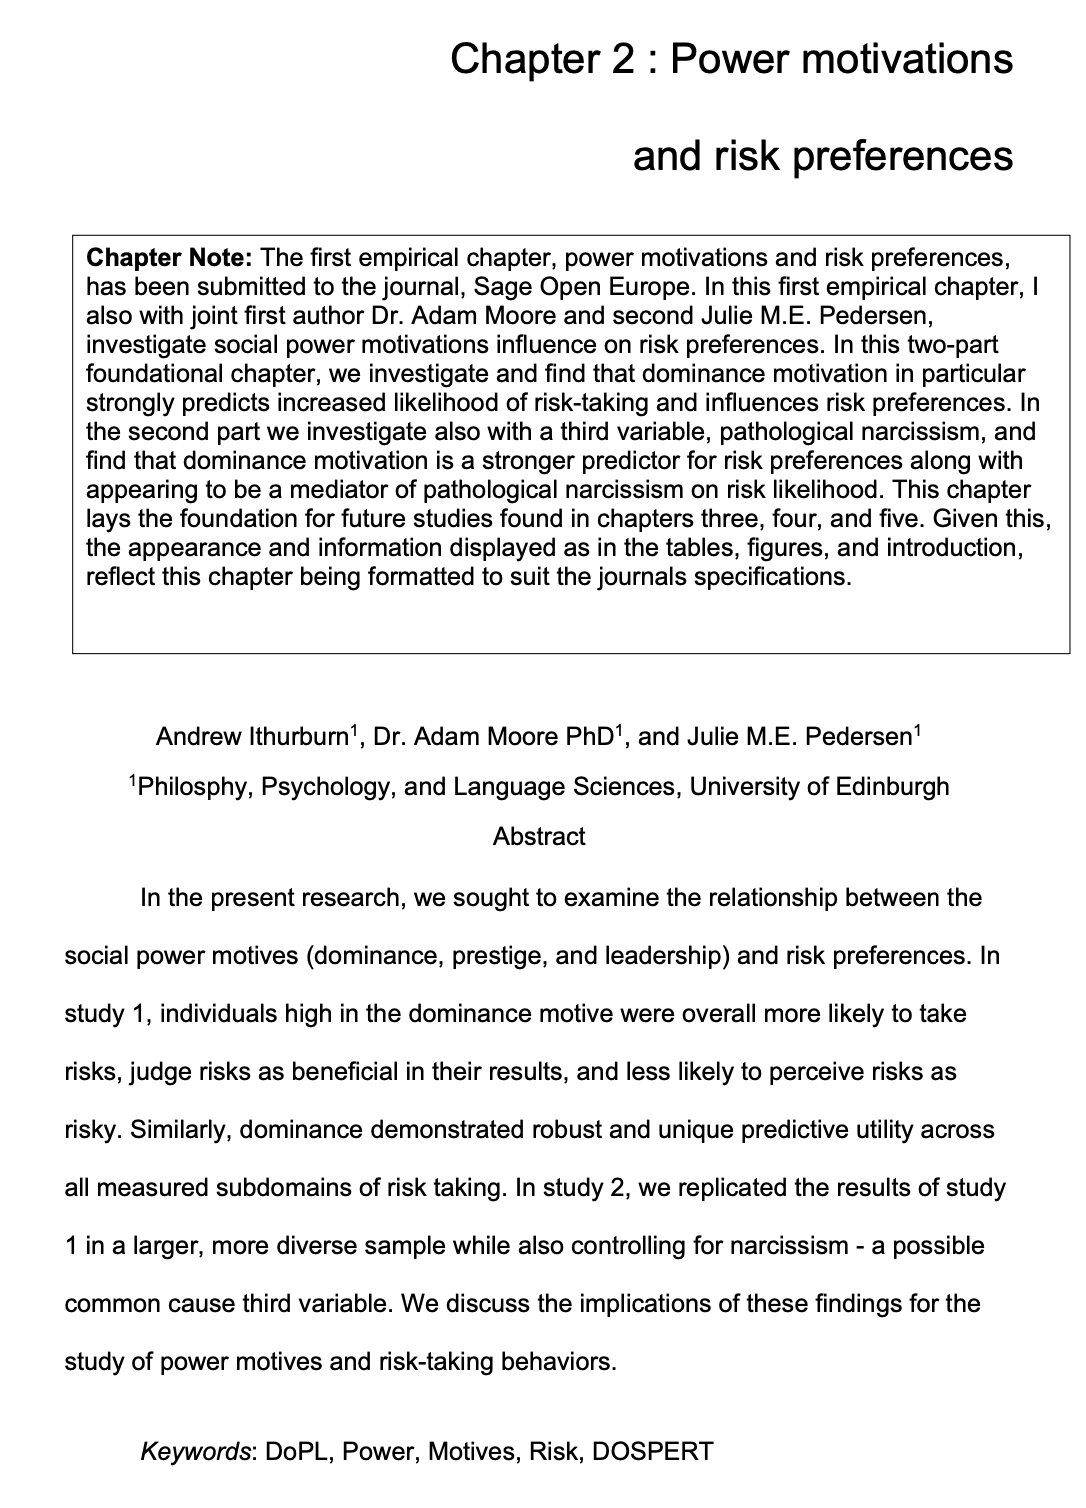 Chapter 2 : Power motivations
and risk preferences
Chapter Note: The first empirical chapter, power motivations and risk preferences,
has been submitted to the journal, Sage Open Europe. In this first empirical chapter, I
also with joint first author Dr. Adam Moore and second Julie M.E. Pedersen,
investigate social power motivations influence on risk preferences. In this two-part
foundational chapter, we investigate and find that dominance motivation in particular
strongly predicts increased likelihood of risk-taking and influences risk preferences. In
the second part we investigate also with a third variable, pathological narcissism, and
find that dominance motivation is a stronger predictor for risk preferences along with
appearing to be a mediator of pathological narcissism on risk likelihood. This chapter
lays the foundation for future studies found in chapters three, four, and five. Given this,
the appearance and information displayed as in the tables, figures, and introduction,
reflect this chapter being formatted to suit the journals specifications.
Andrew Ithurburn¹, Dr. Adam Moore PhD¹, and Julie M.E. Pedersen¹
¹Philosphy, Psychology, and Language Sciences, University of Edinburgh
Abstract
In the present research, we sought to examine the relationship between the
social power motives (dominance, prestige, and leadership) and risk preferences. In
study 1, individuals high in the dominance motive were overall more likely to take
risks, judge risks as beneficial in their results, and less likely to perceive risks as
risky. Similarly, dominance demonstrated robust and unique predictive utility across
all measured subdomains of risk taking. In study 2, we replicated the results of study
1 in a larger, more diverse sample while also controlling for narcissism - a possible
common cause third variable. We discuss the implications of these findings for the
study of power motives and risk-taking behaviors.
Keywords: DoPL, Power, Motives, Risk, DOSPERT